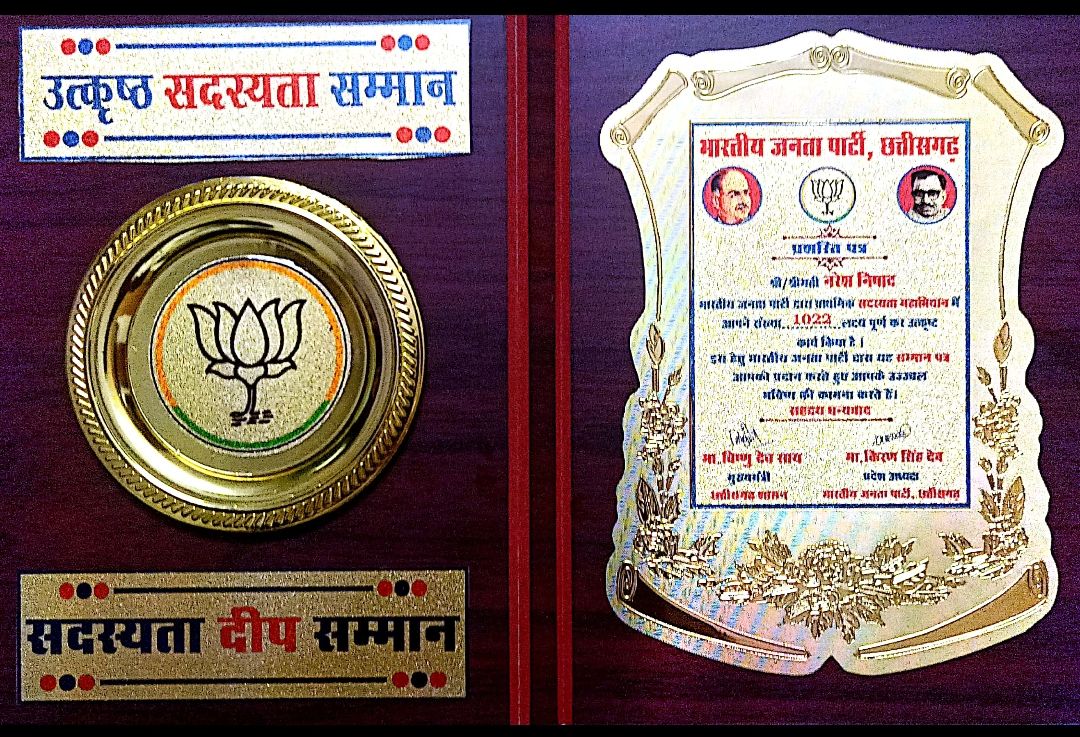 उत्कृष्ठ सदस्यता सम्मान
सदस्यता दीप सम्मान
भारतीय जनता पार्टी, छत्तीसगढ़
प्रशस्ति पत्र
श्री/श्रीमती नरेश निषाद
भारतीय जनता पार्टी द्वारा प्राथमिक सदस्यता महाभियान में
आपने संख्या....1022....लक्ष्य पूर्ण कर उत्कृष्ट
कार्य किया है ।
इस हेतु भारतीय जनता पार्टी द्वारा यह सम्मान पत्र
आपको प्रदान करते हुए आपके उज्ज्वल
भविष्य की कामना करते हैं।
सहृदय धन्यवाद
मा. विष्णु देव साय
मा. किरण सिंह देव
मुख्यमंत्री
प्रदेश अध्यक्ष
छत्तीसगढ़ शासन
भारतीय जनता पार्टी, छत्तीसगढ़